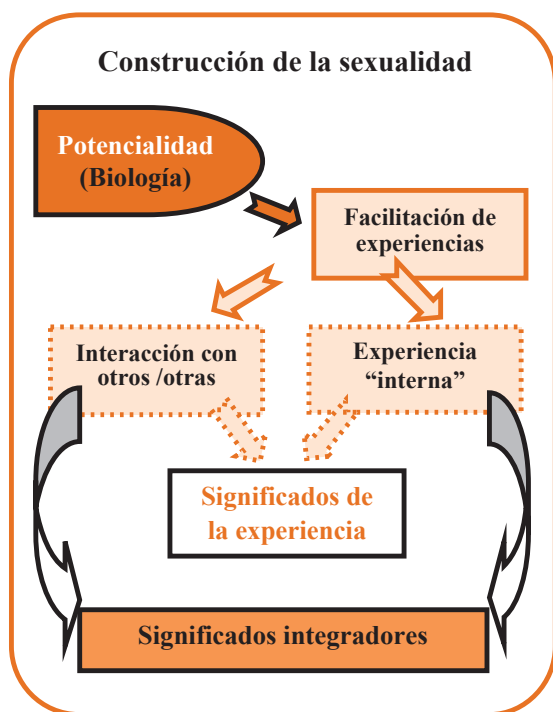 Construcción de la sexualidad
Potencialidad
(Biología)
Facilitación de
experiencias
Interacción con
otros /otras
Experiencia
“interna”
Significados de
la experiencia
Significados integradores